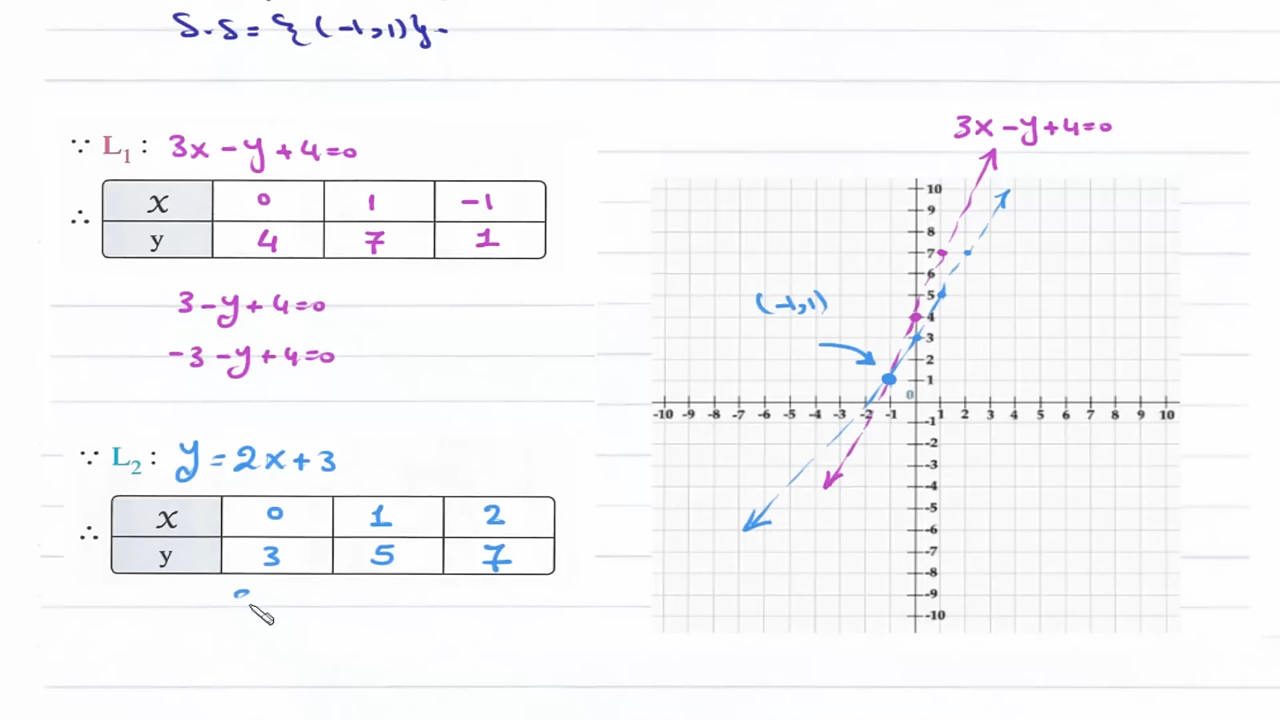 S.S = {(-1,1)}.
∵ L₁ : 3x - y + 4 = 0
∴
x 0 1 -1
y 4 7 1
3 - y + 4 = 0
-3 - y + 4 = 0
∵ L₂ : y = 2x + 3
∴
x 0 1 2
y 3 5 7
3x - y + 4 = 0
(-1,1)
10
9
8
7
6
5
4
3
2
1
0
-10 -9 -8 -7 -6 -5 -4 -3 -2 -1 1 2 3 4 5 6 7 8 9 10
-1
-2
-3
-4
-5
-6
-7
-8
-9
-10